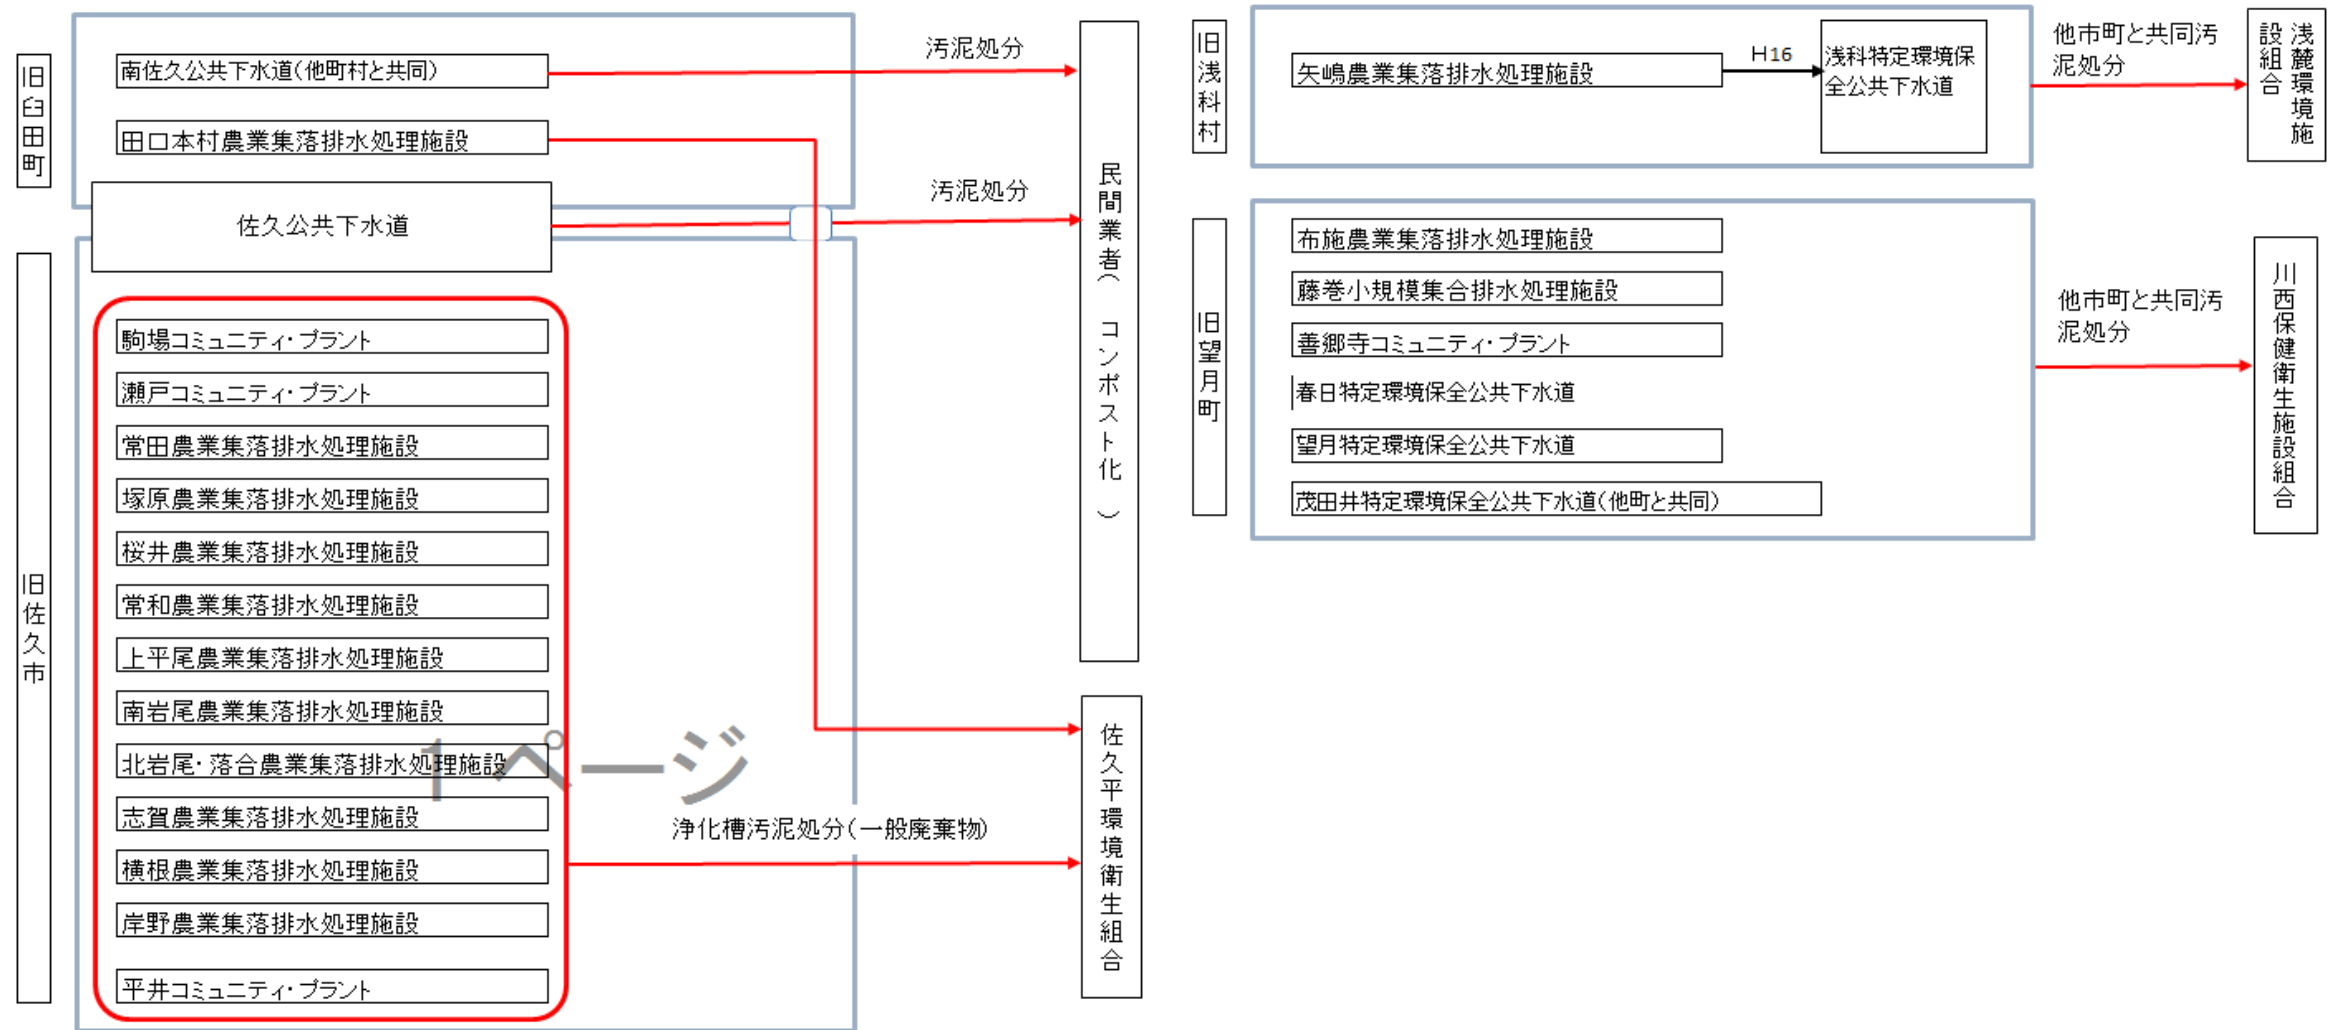 旧臼田町
南佐久公共下水道(他町村と共同)
汚泥処分
田口本村農業集落排水処理施設
佐久公共下水道
汚泥処分
民間業者(コンポスト化)
旧佐久市
駒場コミュニティ・プラント
瀬戸コミュニティ・プラント
常田農業集落排水処理施設
塚原農業集落排水処理施設
桜井農業集落排水処理施設
常和農業集落排水処理施設
上平尾農業集落排水処理施設
南岩尾農業集落排水処理施設
北岩尾・落合農業集落排水処理施設
志賀農業集落排水処理施設
横根農業集落排水処理施設
岸野農業集落排水処理施設
平井コミュニティ・プラント
1 ページ
浄化槽汚泥処分(一般廃棄物)
佐久平環境衛生組合
旧浅科村
矢嶋農業集落排水処理施設
H16
浅科特定環境保
全公共下水道
他市町と共同汚
泥処分
浅麓環境施
設組合
旧望月町
布施農業集落排水処理施設
藤巻小規模集合排水処理施設
善郷寺コミュニティ・プラント
春日特定環境保全公共下水道
望月特定環境保全公共下水道
茂田井特定環境保全公共下水道(他町と共同)
他市町と共同汚
泥処分
川西保健衛生施設組合